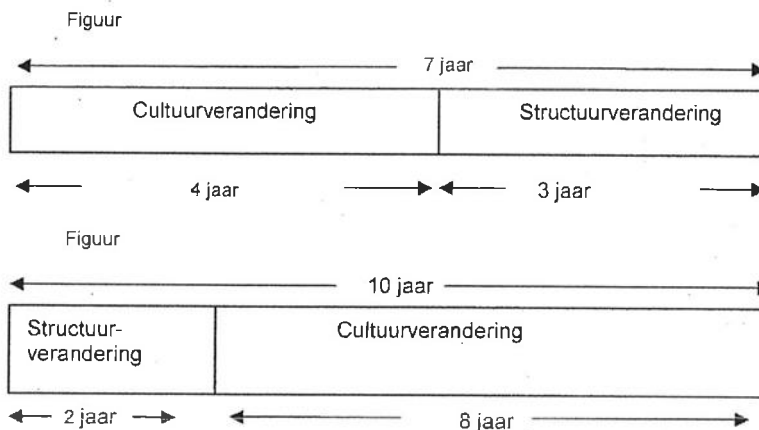 Figuur
7 jaar
Cultuurverandering
Structuurverandering
4 jaar
3 jaar
Figuur
10 jaar
Structuur-
verandering
Cultuurverandering
2 jaar
8 jaar